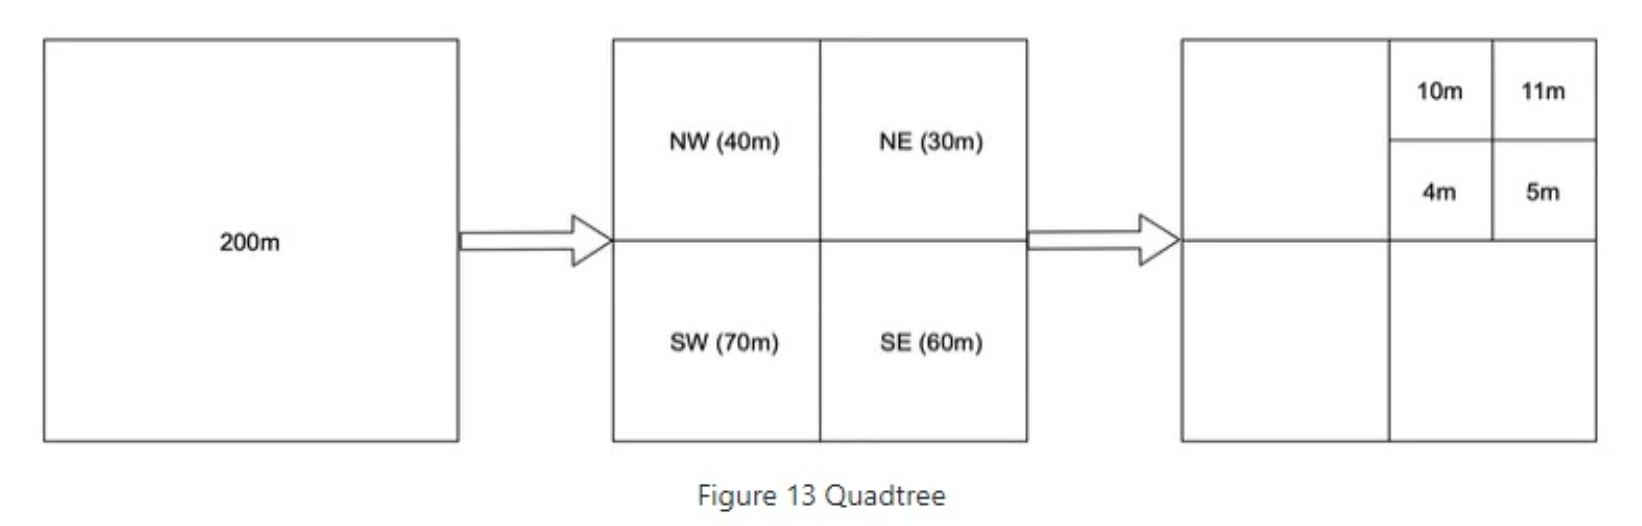 200m
NW (40m)
NE (30m)
SW (70m)
SE (60m)
10m
11m
4m
5m
Figure 13 Quadtree